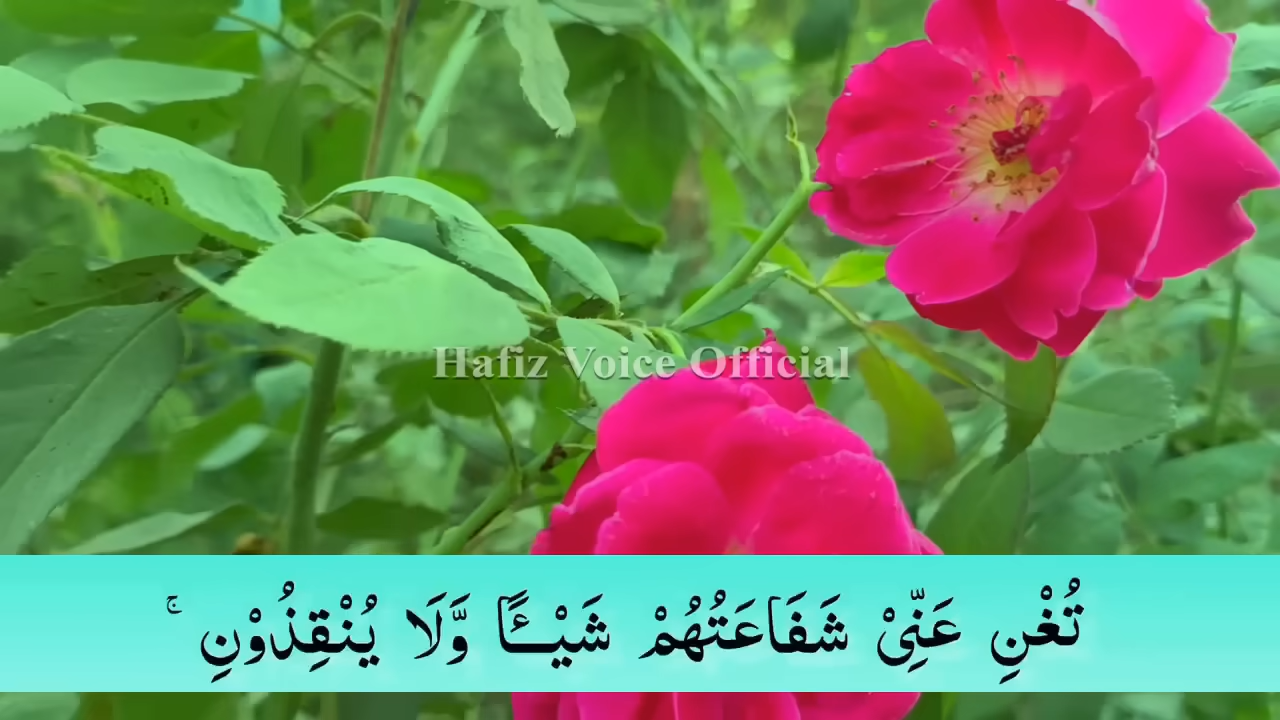 Hafiz Voice Official
تُغْنِ عَنِّىْ شَفَاعَتُهُمْ شَيْـًٔا وَّلَا يُنْقِذُوْنِ ۚ